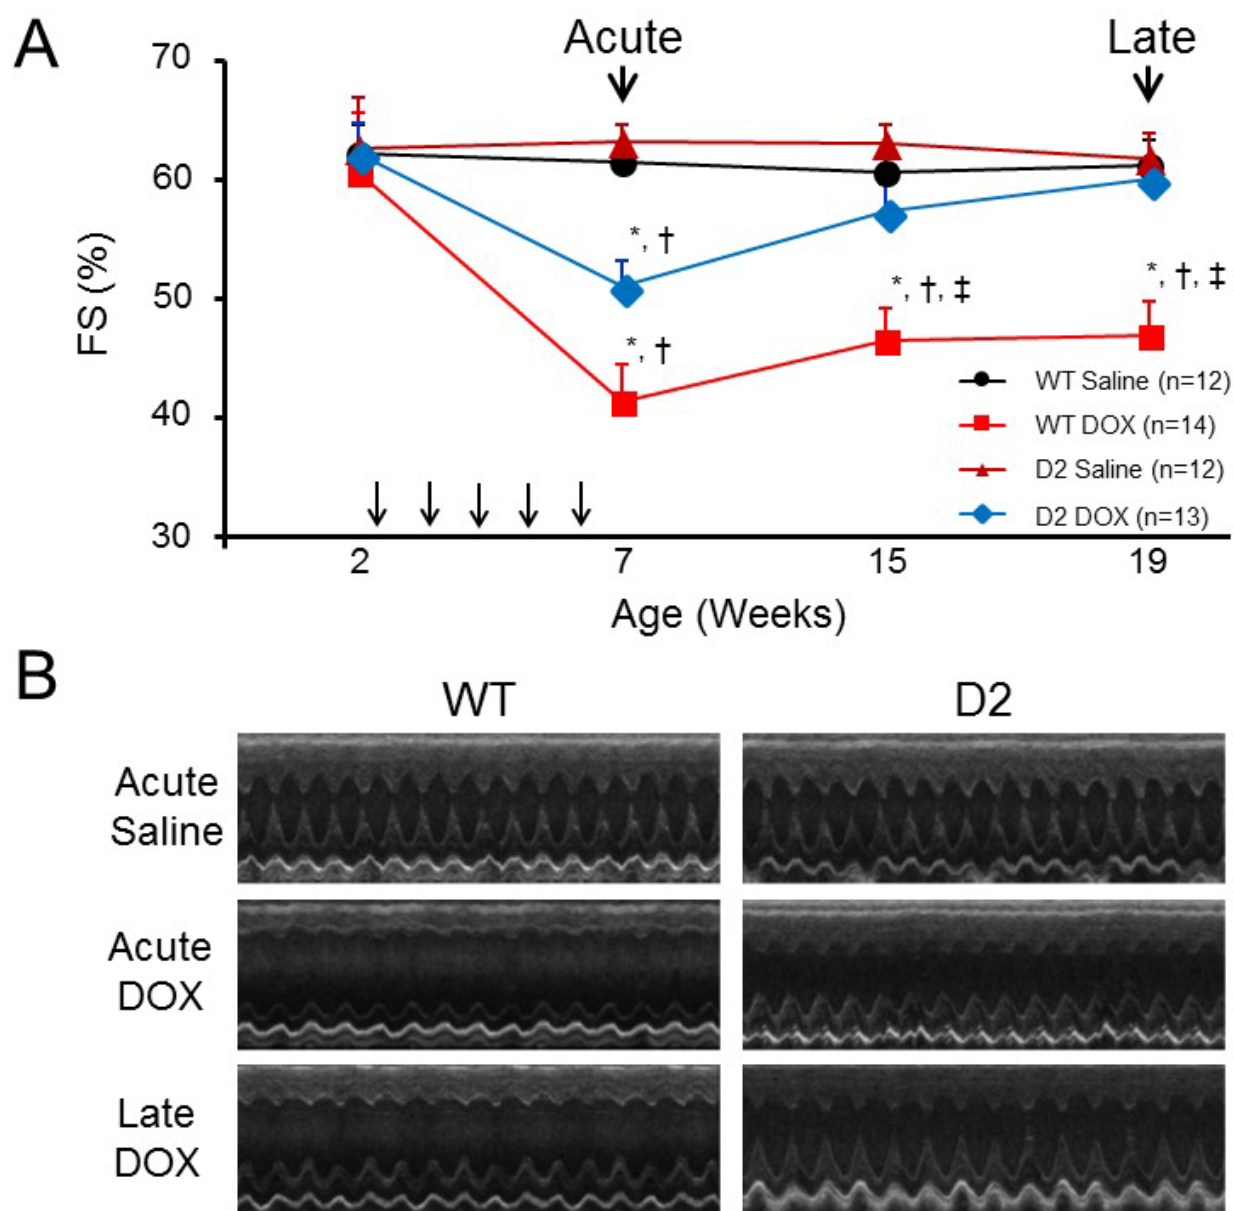 A
Acute
Late
70
60
50
40
30
FS (%)
*, †
*, †
*, †, ‡
*, †, ‡
WT Saline (n=12)
WT DOX (n=14)
D2 Saline (n=12)
D2 DOX (n=13)
2
7
15
19
Age (Weeks)
B
WT
D2
Acute
Saline
Acute
DOX
Late
DOX